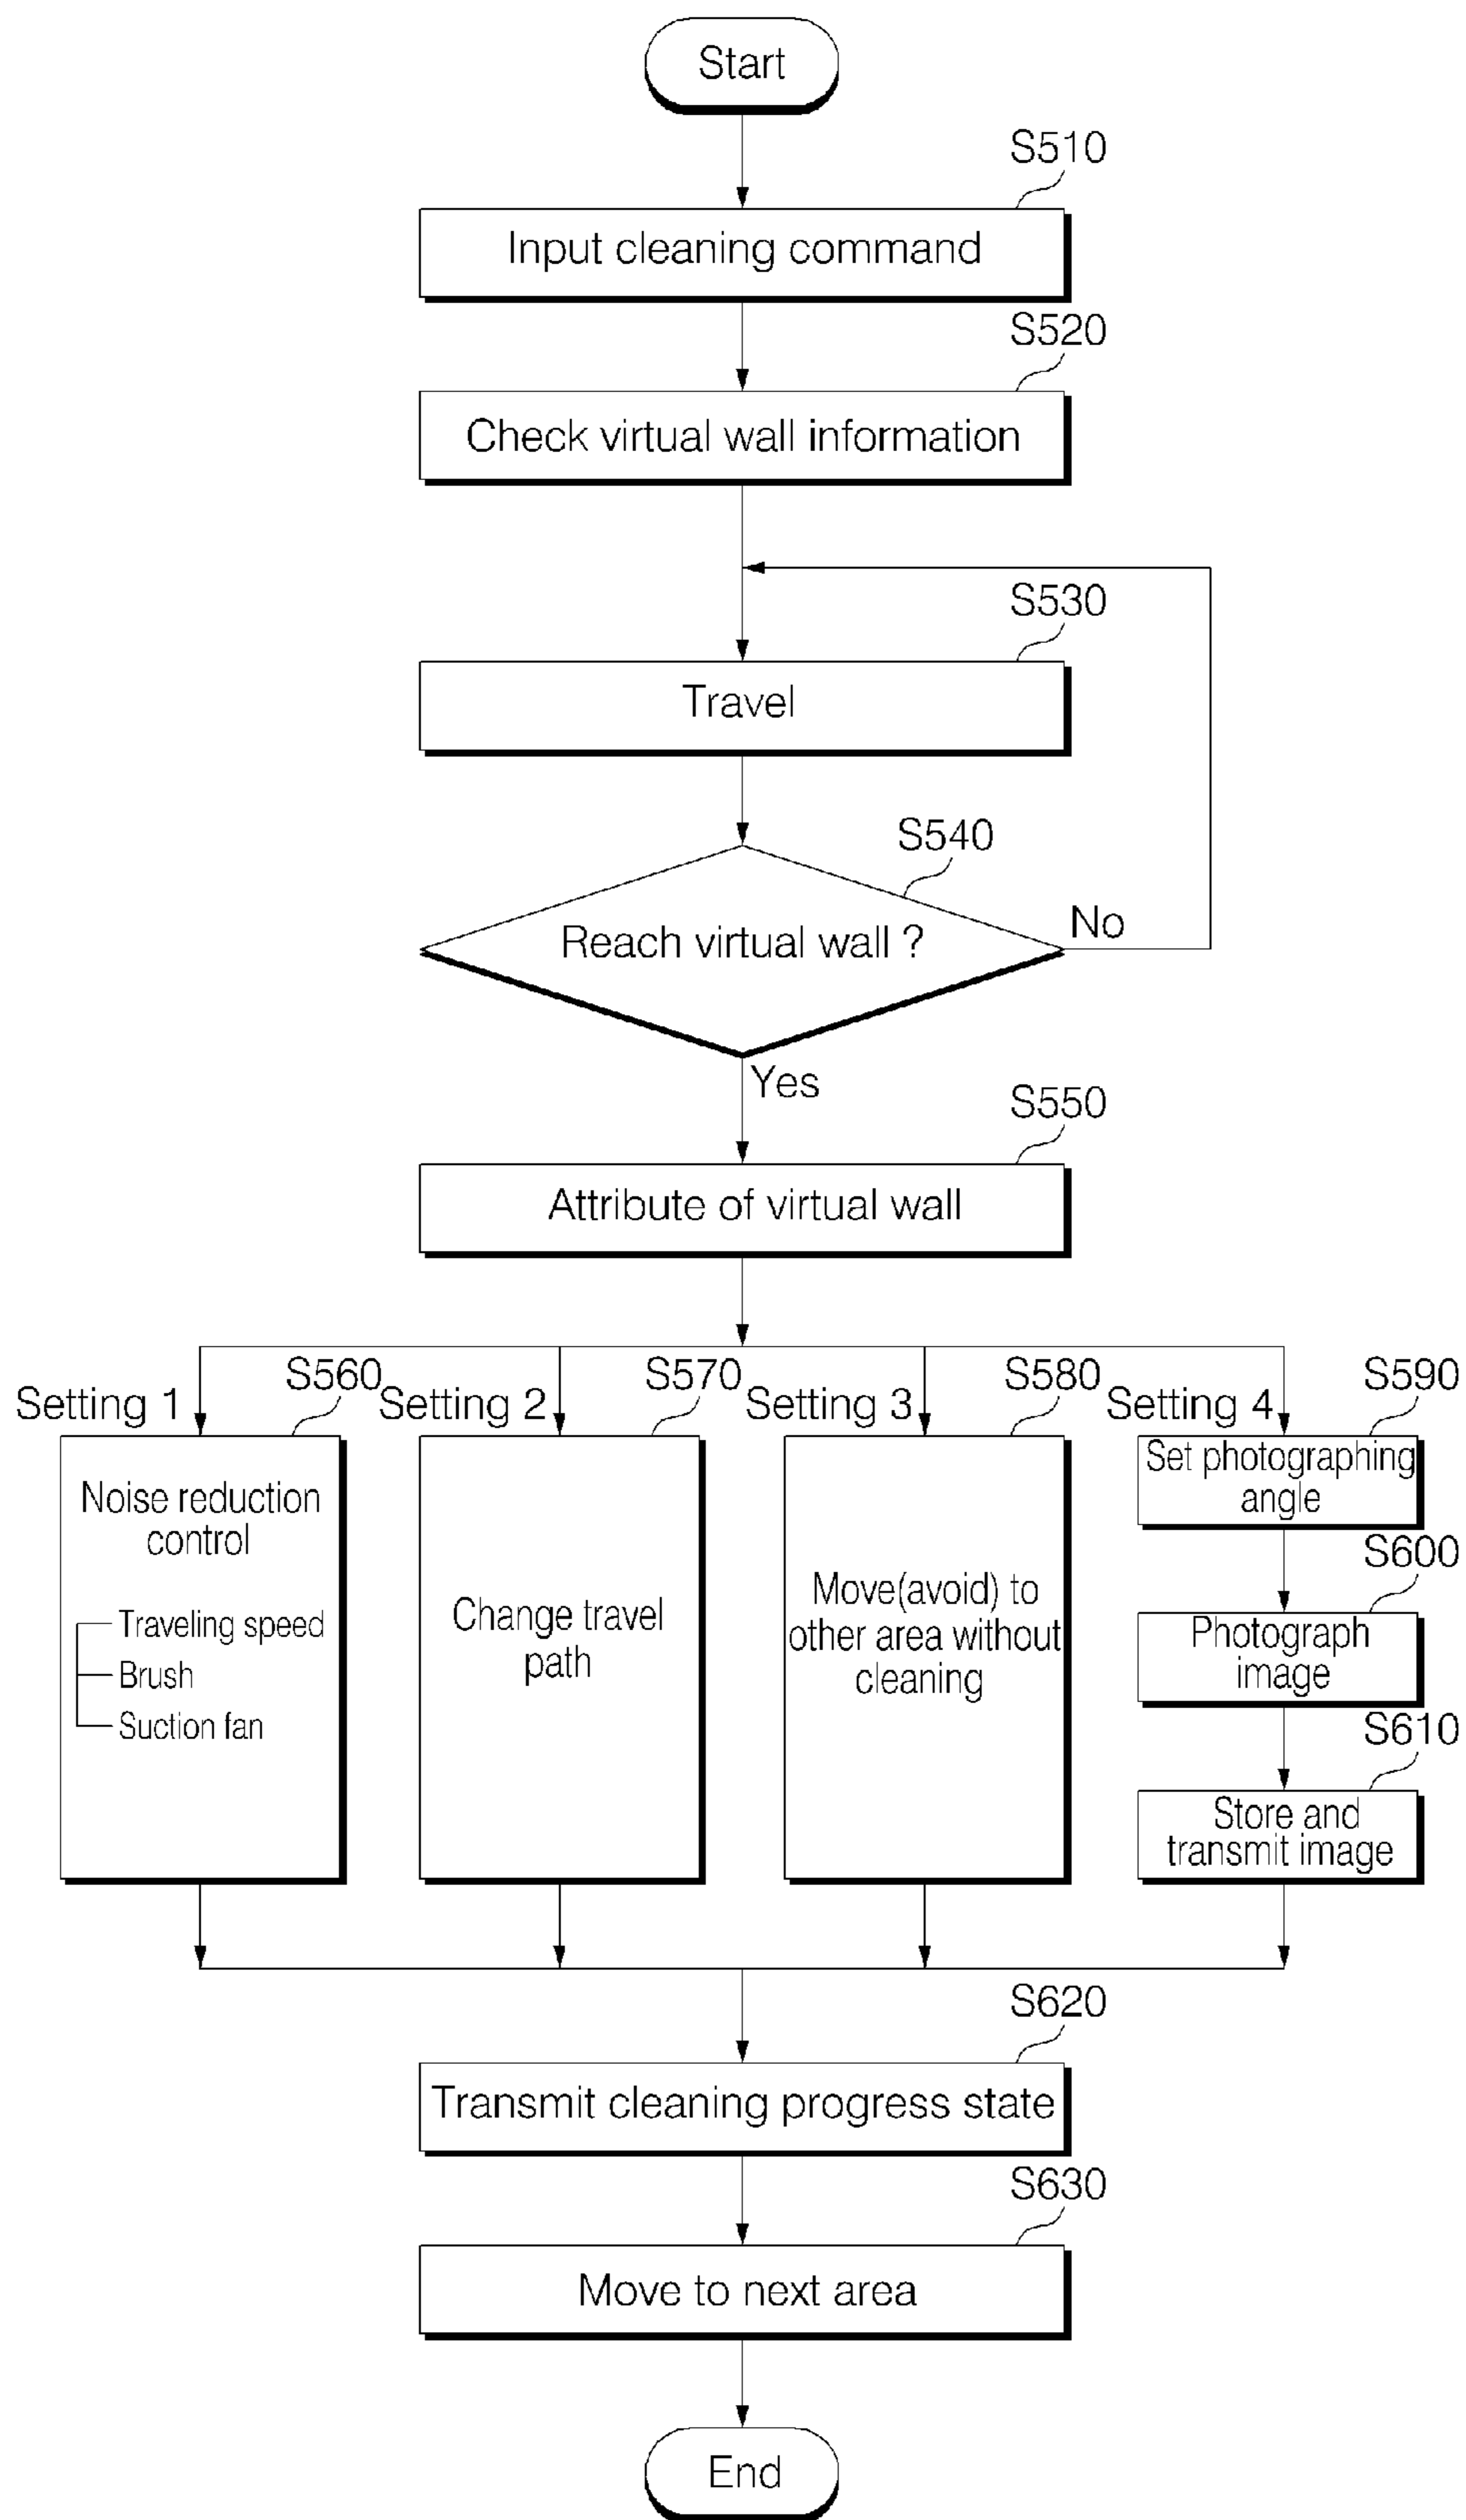 Start
S510
Input cleaning command
S520
Check virtual wall information
S530
Travel
S540
Reach virtual wall ?
No
Yes
S550
Attribute of virtual wall
Setting 1
S560
Noise reduction
control
Traveling speed
Brush
Suction fan
Setting 2
S570
Change travel
path
Setting 3
S580
Move(avoid) to
other area without
cleaning
Setting 4
S590
Set photographing
angle
S600
Photograph
image
S610
Store and
transmit image
S620
Transmit cleaning progress state
S630
Move to next area
End